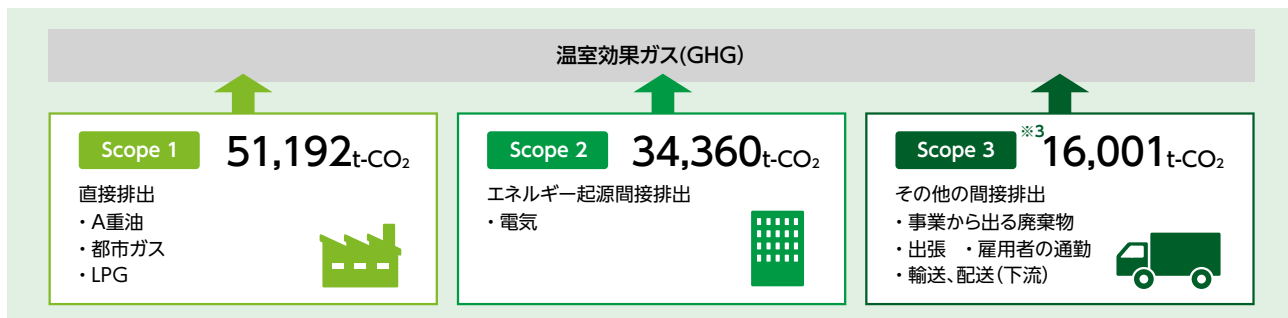 温室効果ガス(GHG)
Scope 1 51,192t-CO₂
直接排出
・A重油
・都市ガス
・LPG
Scope 2 34,360t-CO₂
エネルギー起源間接排出
・電気
Scope 3 ※3 16,001t-CO₂
その他の間接排出
・事業から出る廃棄物
・出張 ・雇用者の通勤
・輸送、配送(下流)